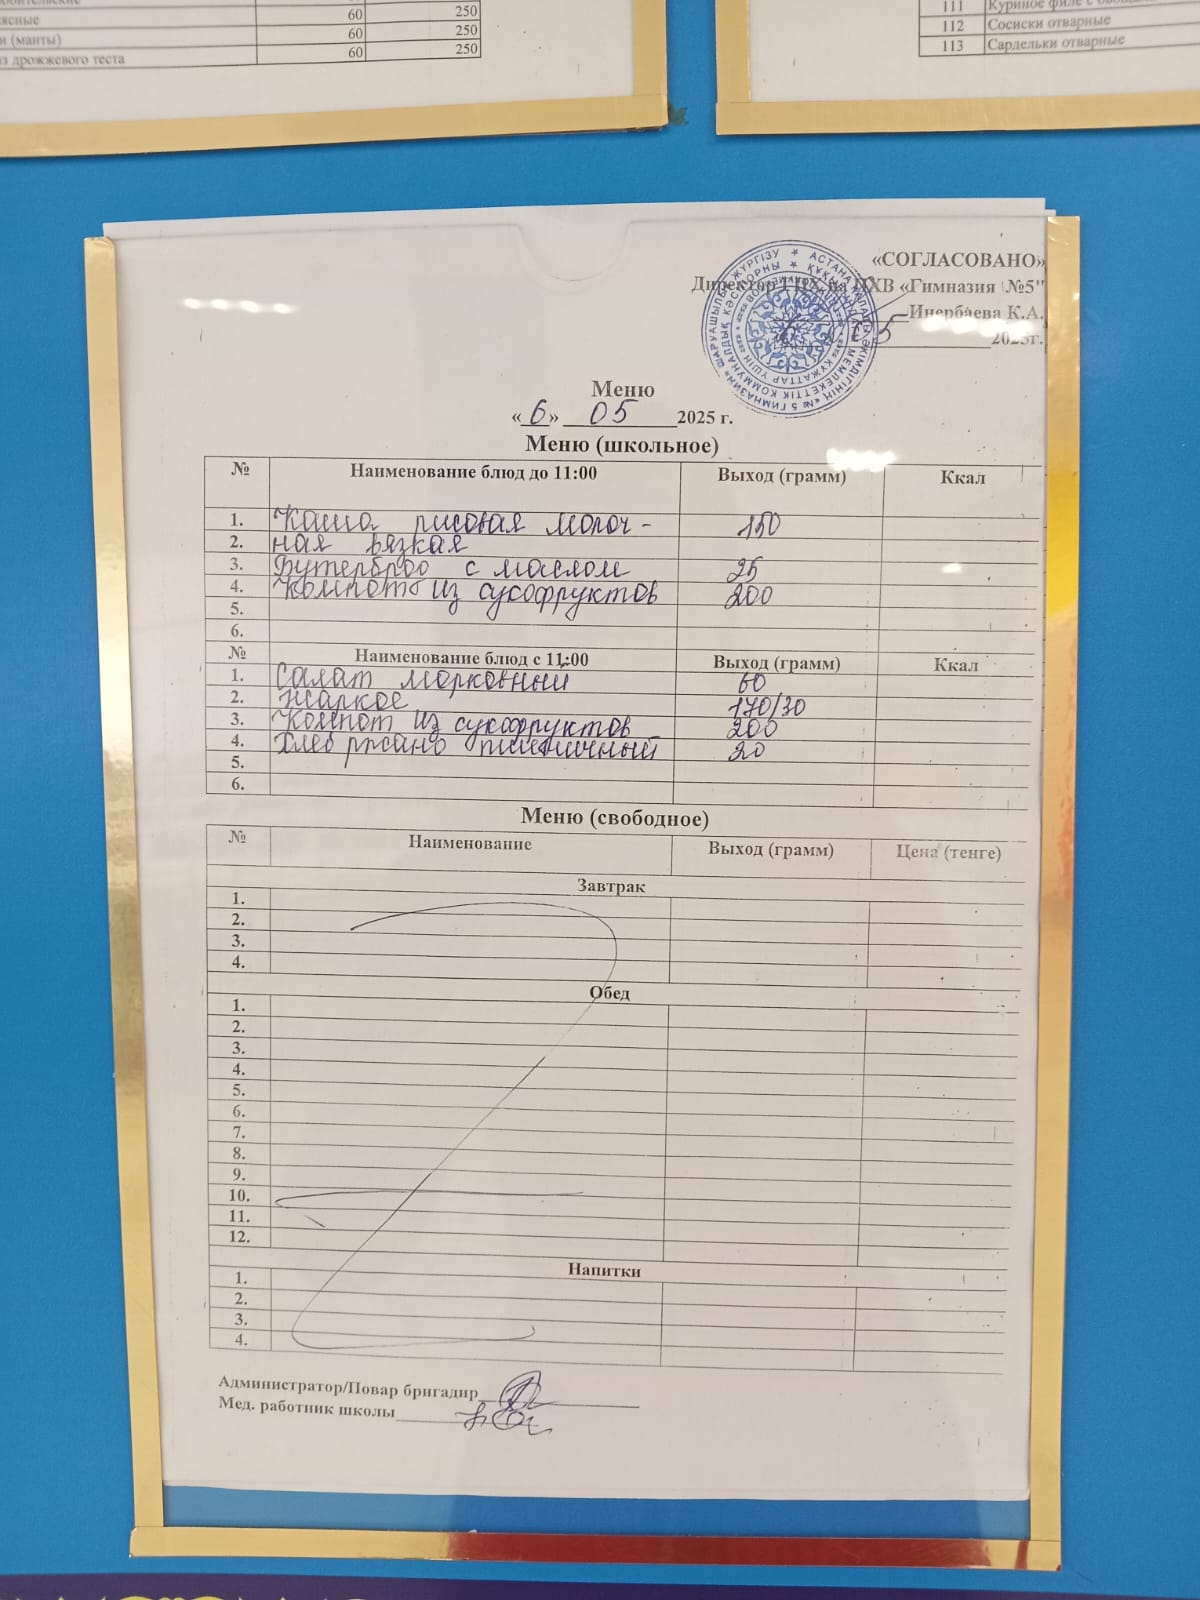 ясные 60 250
и (манты) 60 250
из дрожжевого теста 60 250
111 Куриное филе с
112 Сосиски отварные
113 Сардельки отварные
«СОГЛАСОВАНО»
Директор ГКП на ПХВ «Гимназия №5"
Инербаева К.А.
2025г.
Меню
«6» 05 2025 г.
Меню (школьное)
№ Наименование блюд до 11:00 Выход (грамм) Ккал
1. Каша рисовая молоч- 150
2. ная вязкая
3. Бутерброд с маслом 25
4. Компот из сухофруктов 200
5.
6.
№ Наименование блюд с 11:00 Выход (грамм) Ккал
1. Салат морковный 60
2. Жаркое 170/30
3. Компот из сухофруктов 200
4. Хлеб ржано пшеничный 20
5.
6.
Меню (свободное)
№ Наименование Выход (грамм) Цена (тенге)
Завтрак
1.
2.
3.
4.
Обед
1.
2.
3.
4.
5.
6.
7.
8.
9.
10.
11.
12.
Напитки
1.
2.
3.
4.
Администратор/Повар бригадир
Мед. работник школы